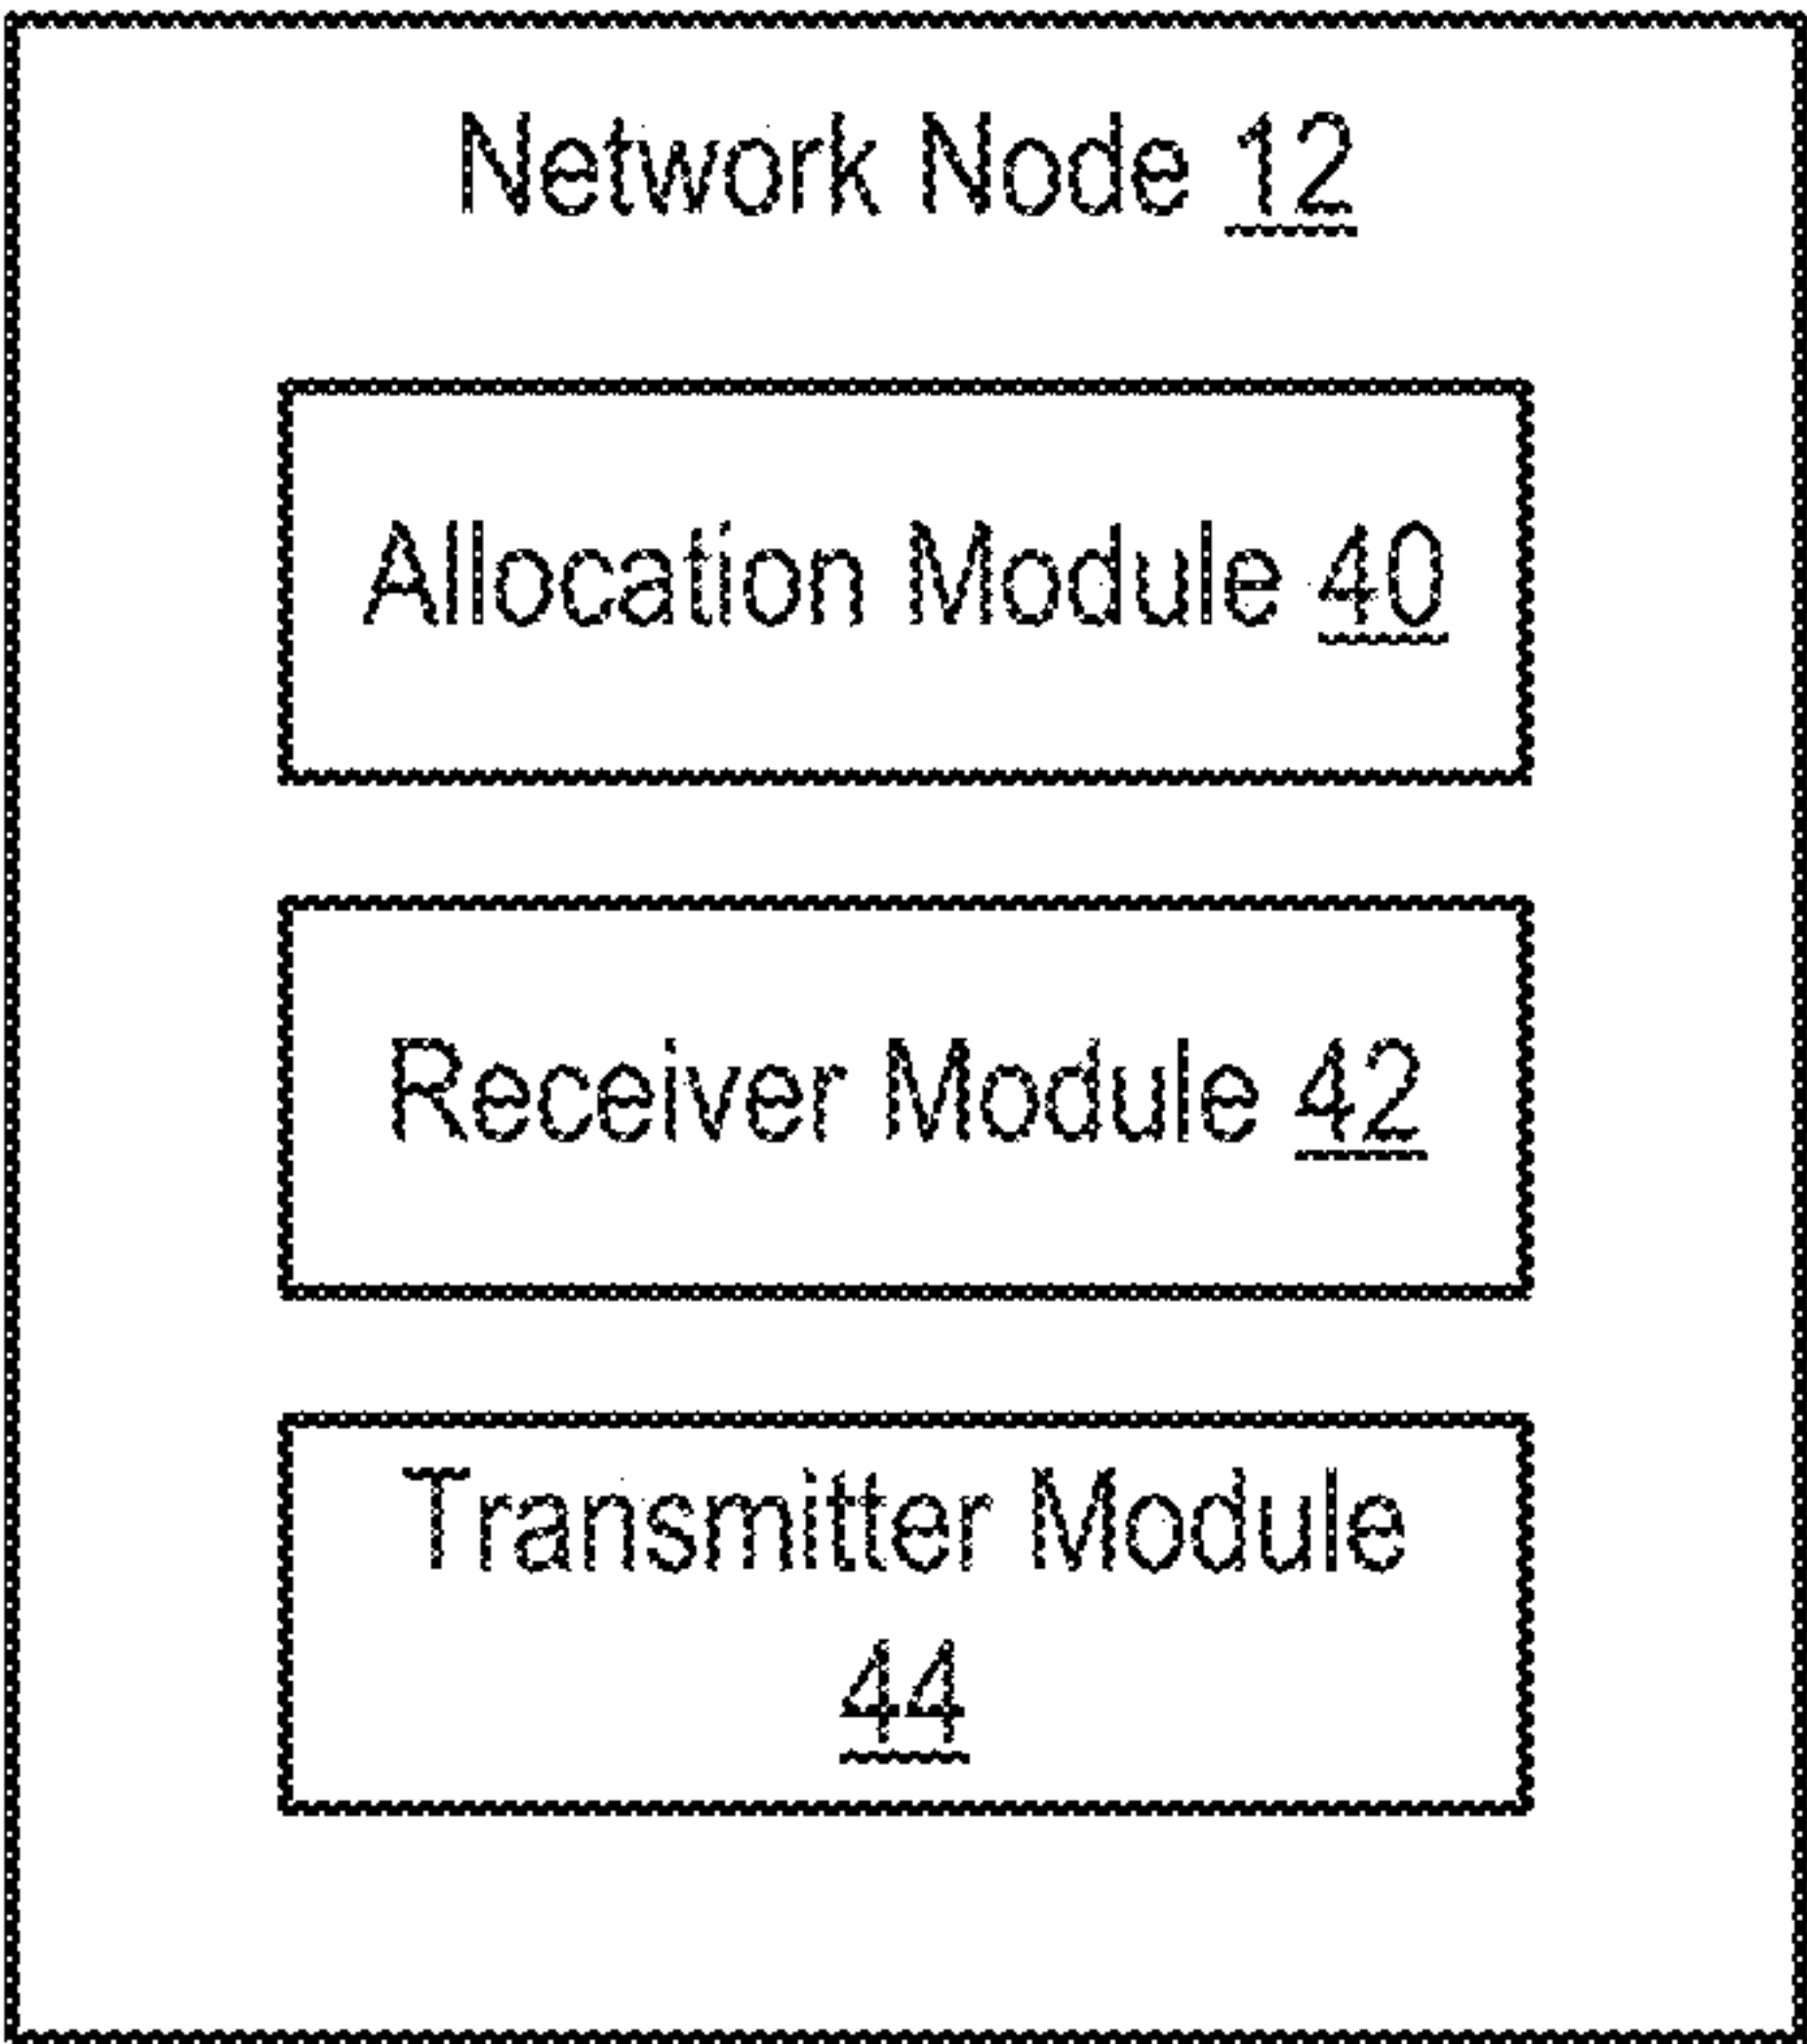 Network Node 12
Allocation Module 40
Receiver Module 42
Transmitter Module
44